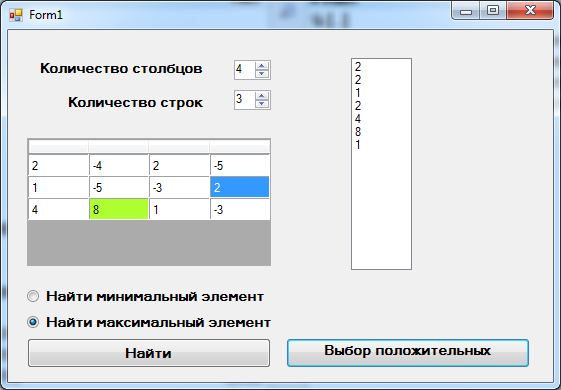 Form1
Количество столбцов 4
Количество строк 3
2 -4 2 -5
1 -5 -3 2
4 8 1 -3
Найти минимальный элемент
Найти максимальный элемент
Найти
2
2
1
2
4
8
1
Выбор положительных